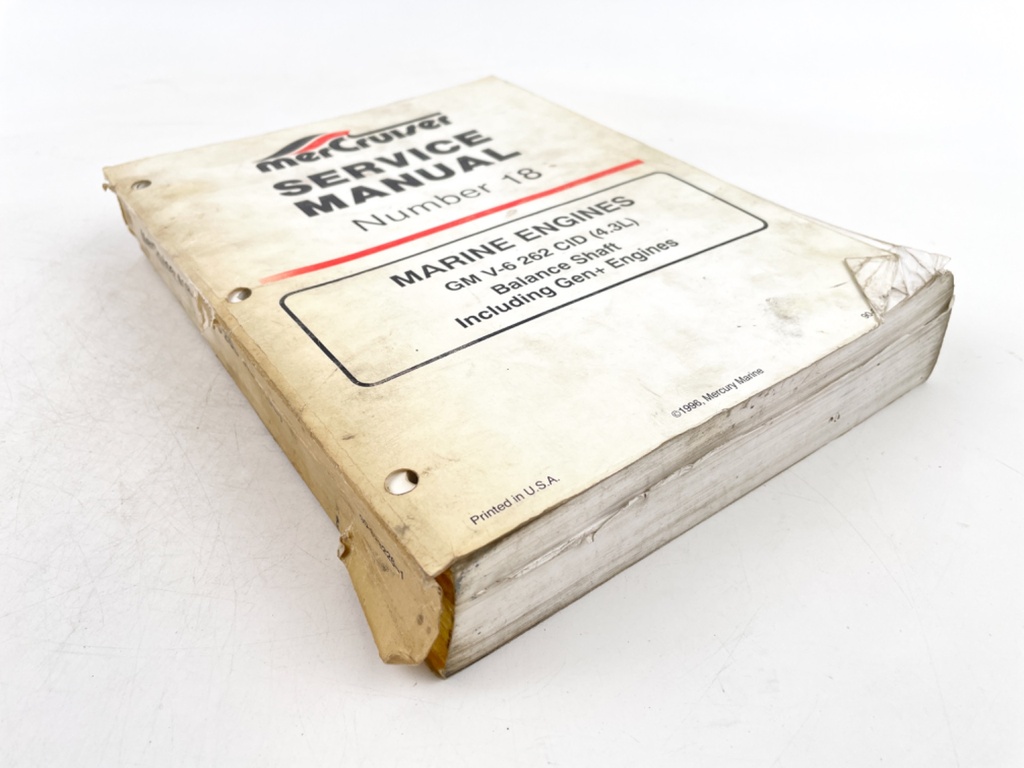 merCruiser
SERVICE
MANUAL
Number 18
MARINE ENGINES
GM V-6 262 CID (4.3L)
Balance Shaft
Including Gen+ Engines
©1996, Mercury Marine
Printed in U.S.A.